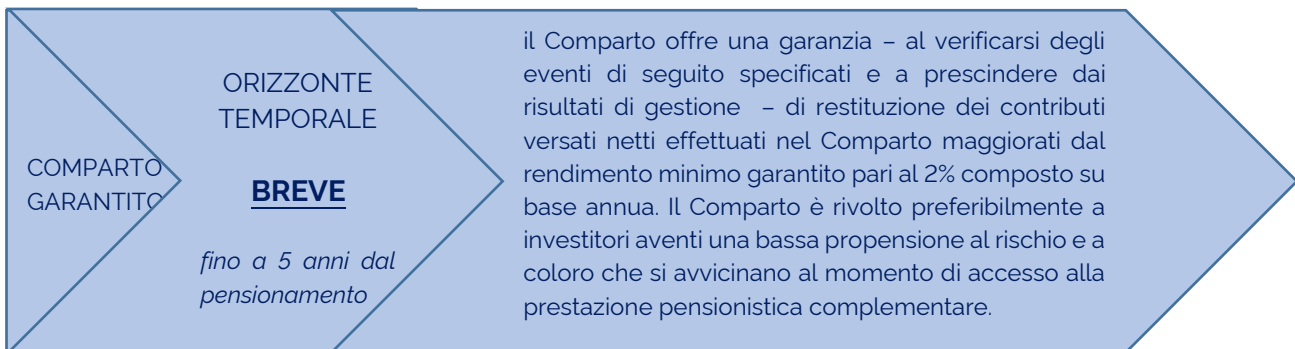 COMPARTO
GARANTITO
ORIZZONTE
TEMPORALE
BREVE
fino a 5 anni dal
pensionamento
il Comparto offre una garanzia – al verificarsi degli
eventi di seguito specificati e a prescindere dai
risultati di gestione – di restituzione dei contributi
versati netti effettuati nel Comparto maggiorati dal
rendimento minimo garantito pari al 2% composto su
base annua. Il Comparto è rivolto preferibilmente a
investitori aventi una bassa propensione al rischio e a
coloro che si avvicinano al momento di accesso alla
prestazione pensionistica complementare.